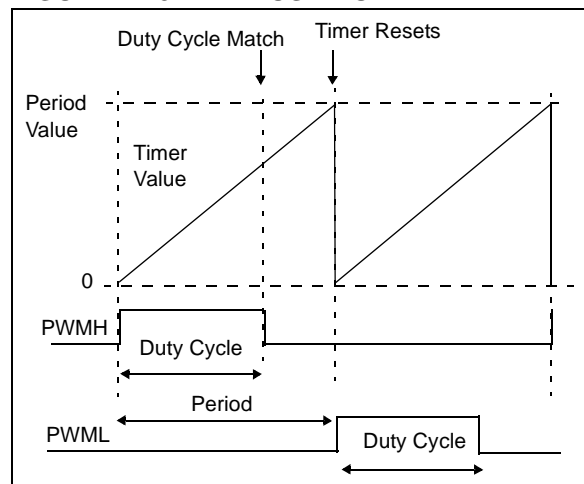 Duty Cycle Match
Timer Resets
Period
Value
Timer
Value
0
PWMH
Duty Cycle
Period
PWML
Duty Cycle